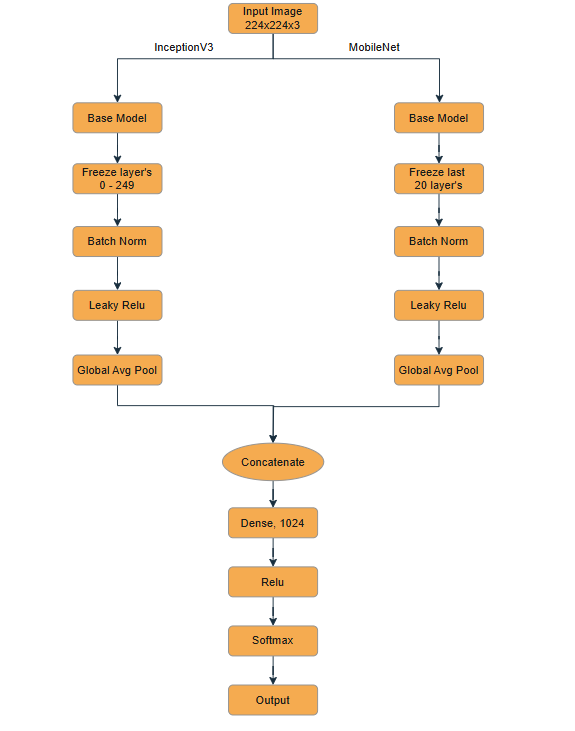 Input Image
224x224x3
InceptionV3
MobileNet
Base Model
Base Model
Freeze layer's
0 - 249
Freeze last
20 layer's
Batch Norm
Batch Norm
Leaky Relu
Leaky Relu
Global Avg Pool
Global Avg Pool
Concatenate
Dense, 1024
Relu
Softmax
Output